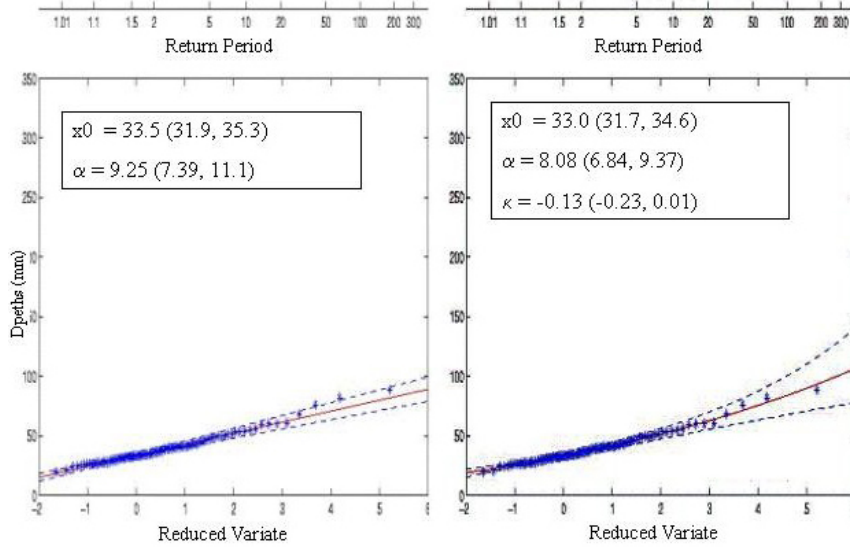 1.01 1.1 1.5 2 5 10 20 50 100 200 300
Return Period
1.01 1.1 1.5 2 5 10 20 50 100 200 300
Return Period
350
300
250
200
150
100
50
0
Dpeths (mm)
x0 = 33.5 (31.9, 35.3)
α = 9.25 (7.39, 11.1)
-2 -1 0 1 2 3 4 5 6
Reduced Variate
350
300
250
200
150
100
50
0
x0 = 33.0 (31.7, 34.6)
α = 8.08 (6.84, 9.37)
κ = -0.13 (-0.23, 0.01)
-2 -1 0 1 2 3 4 5
Reduced Variate